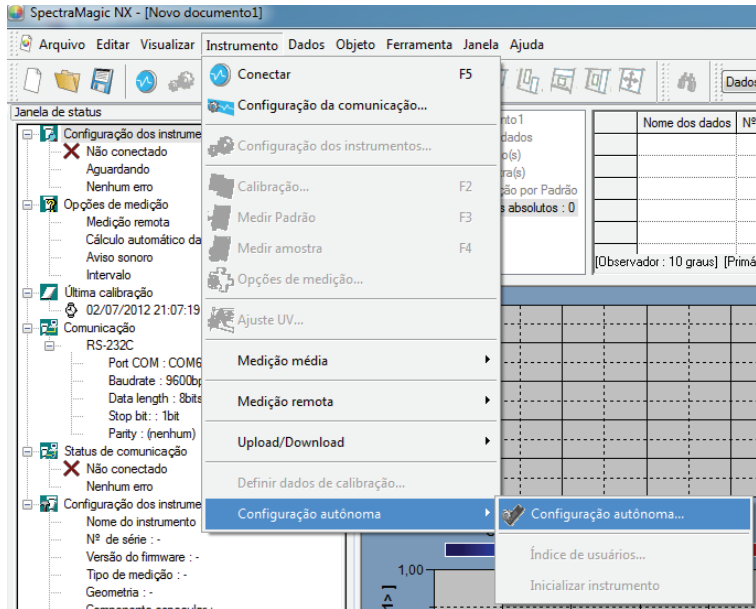 SpectraMagic NX - [Novo documento1]
Arquivo Editar Visualizar Instrumento Dados Objeto Ferramenta Janela Ajuda
Dados
Janela de status
Configuração dos instrume
Não conectado
Aguardando
Nenhum erro
Opções de medição
Medição remota
Cálculo automático da
Aviso sonoro
Intervalo
Última calibração
02/07/2012 21:07:19
Comunicação
RS-232C
Port COM : COM6
Baudrate : 9600bp
Data length : 8bits
Stop bit: : 1bit
Parity : (nenhum)
Status de comunicação
Não conectado
Nenhum erro
Configuração dos instrume
Nome do instrumento
Nº de série : -
Versão do firmware : -
Tipo de medição : -
Geometria : -
Conectar F5
Configuração da comunicação...
Configuração dos instrumentos...
Calibração... F2
Medir Padrão F3
Medir amostra F4
Opções de medição...
Ajuste UV...
Medição média
Medição remota
Upload/Download
Definir dados de calibração...
Configuração autônoma
Configuração autônoma...
Índice de usuários...
Inicializar instrumento
nto1
dados
o(s)
ra(s)
ção por Padrão
s absolutos : 0
Nome dos dados Nº
[Observador : 10 graus] [Primá
1,00